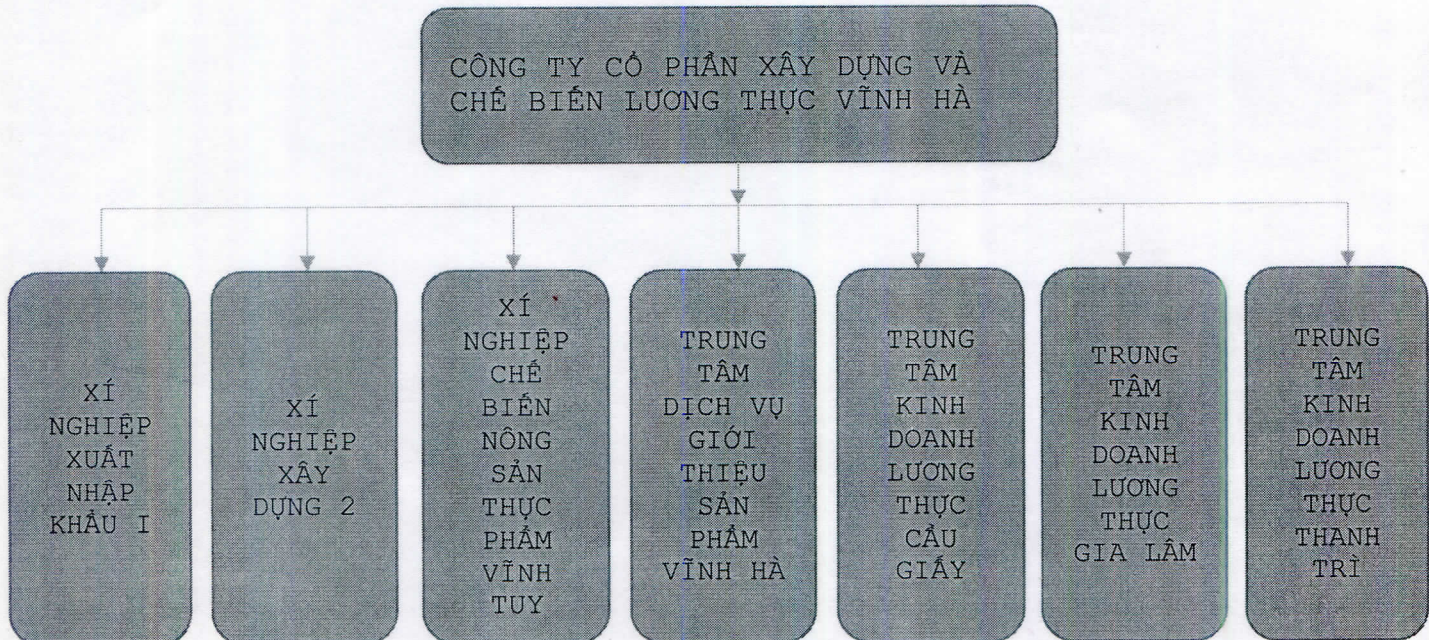 CÔNG TY CỔ PHẦN XÂY DỰNG VÀ
CHẾ BIẾN LƯƠNG THỰC VĨNH HÀ
XÍ
NGHIỆP
XUẤT
NHẬP
KHẨU I
XÍ
NGHIỆP
XÂY
DỰNG 2
XÍ
NGHIỆP
CHẾ
BIẾN
NÔNG
SẢN
THỰC
PHẨM
VĨNH
TUY
TRUNG
TÂM
DỊCH VỤ
GIỚI
THIỆU
SẢN
PHẨM
VĨNH HÀ
TRUNG
TÂM
KINH
DOANH
LƯƠNG
THỰC
CẦU
GIẤY
TRUNG
TÂM
KINH
DOANH
LƯƠNG
THỰC
GIA LÂM
TRUNG
TÂM
KINH
DOANH
LƯƠNG
THỰC
THANH
TRÌ